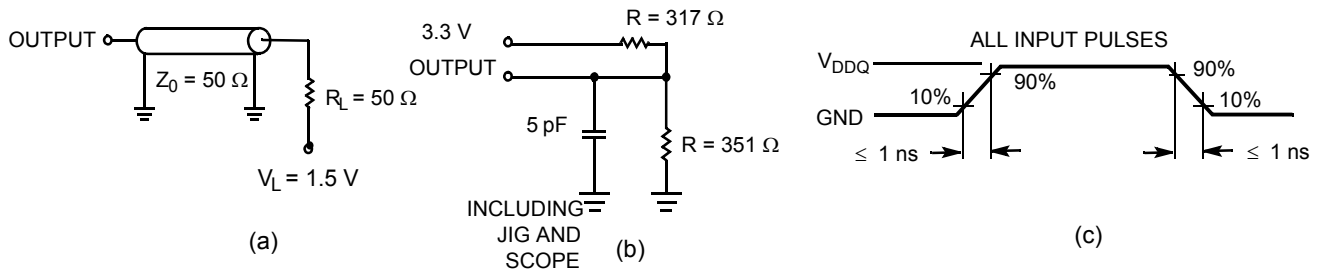 OUTPUT
Z0 = 50 Ω
RL = 50 Ω
VL = 1.5 V
(a)
R = 317 Ω
3.3 V
OUTPUT
5 pF
R = 351 Ω
INCLUDING
JIG AND
SCOPE
(b)
ALL INPUT PULSES
VDDQ
GND
10%
90%
90%
10%
≤ 1 ns
≤ 1 ns
(c)